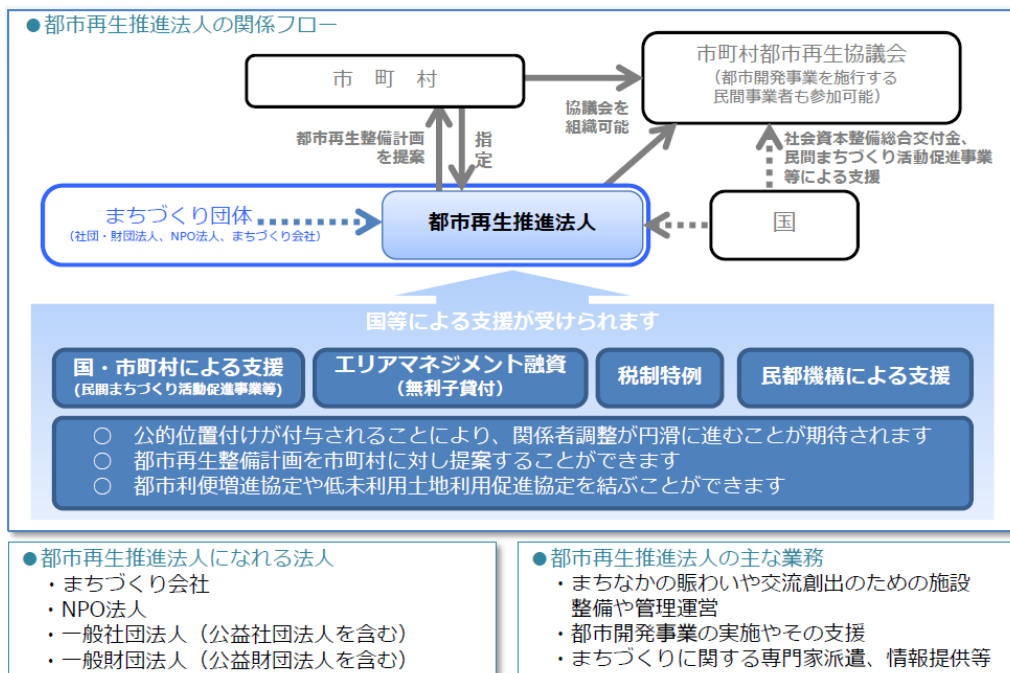 ●都市再生推進法人の関係フロー
市 町 村
市町村都市再生協議会
（都市開発事業を施行する
民間事業者も参加可能）
協議会を
組織可能
都市再生整備計画
を提案
指
定
社会資本整備総合交付金、
民間まちづくり活動促進事業
等による支援
まちづくり団体
（社団・財団法人、NPO法人、まちづくり会社）
都市再生推進法人
国
国等による支援が受けられます
国・市町村による支援
(民間まちづくり活動促進事業等)
エリアマネジメント融資
（無利子貸付）
税制特例
民都機構による支援
○ 公的位置付けが付与されることにより、関係者調整が円滑に進むことが期待されます
○ 都市再生整備計画を市町村に対し提案することができます
○ 都市利便増進協定や低未利用土地利用促進協定を結ぶことができます
●都市再生推進法人になれる法人
・まちづくり会社
・NPO法人
・一般社団法人（公益社団法人を含む）
・一般財団法人（公益財団法人を含む）
●都市再生推進法人の主な業務
・まちなかの賑わいや交流創出のための施設
整備や管理運営
・都市開発事業の実施やその支援
・まちづくりに関する専門家派遣、情報提供等